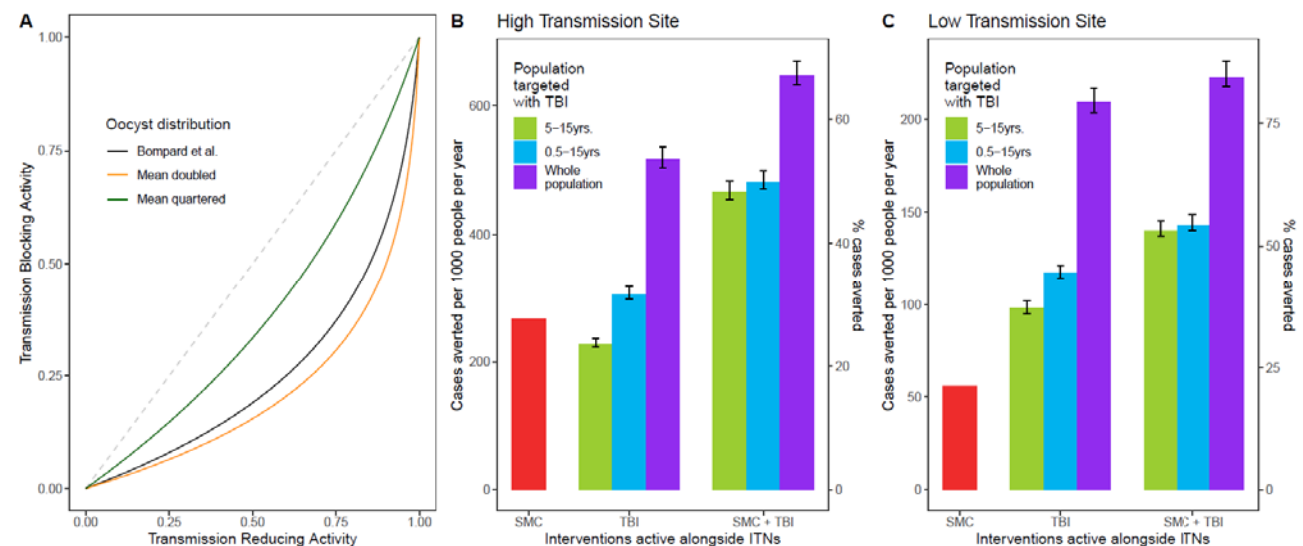 A
1.00
0.75
0.50
0.25
0.00
Transmission Blocking Activity
Oocyst distribution
Bompard et al.
Mean doubled
Mean quartered
0.00 0.25 0.50 0.75 1.00
Transmission Reducing Activity
B High Transmission Site
Cases averted per 1000 people per year
600
400
200
0
Population
targeted
with TBI
5-15yrs.
0.5-15yrs
Whole
population
60
40
20
0
% cases averted
SMC TBI SMC + TBI
Interventions active alongside ITNs
C Low Transmission Site
Cases averted per 1000 people per year
200
150
100
50
0
Population
targeted
with TBI
5-15yrs.
0.5-15yrs
Whole
population
75
50
25
0
% cases averted
SMC TBI SMC + TBI
Interventions active alongside ITNs